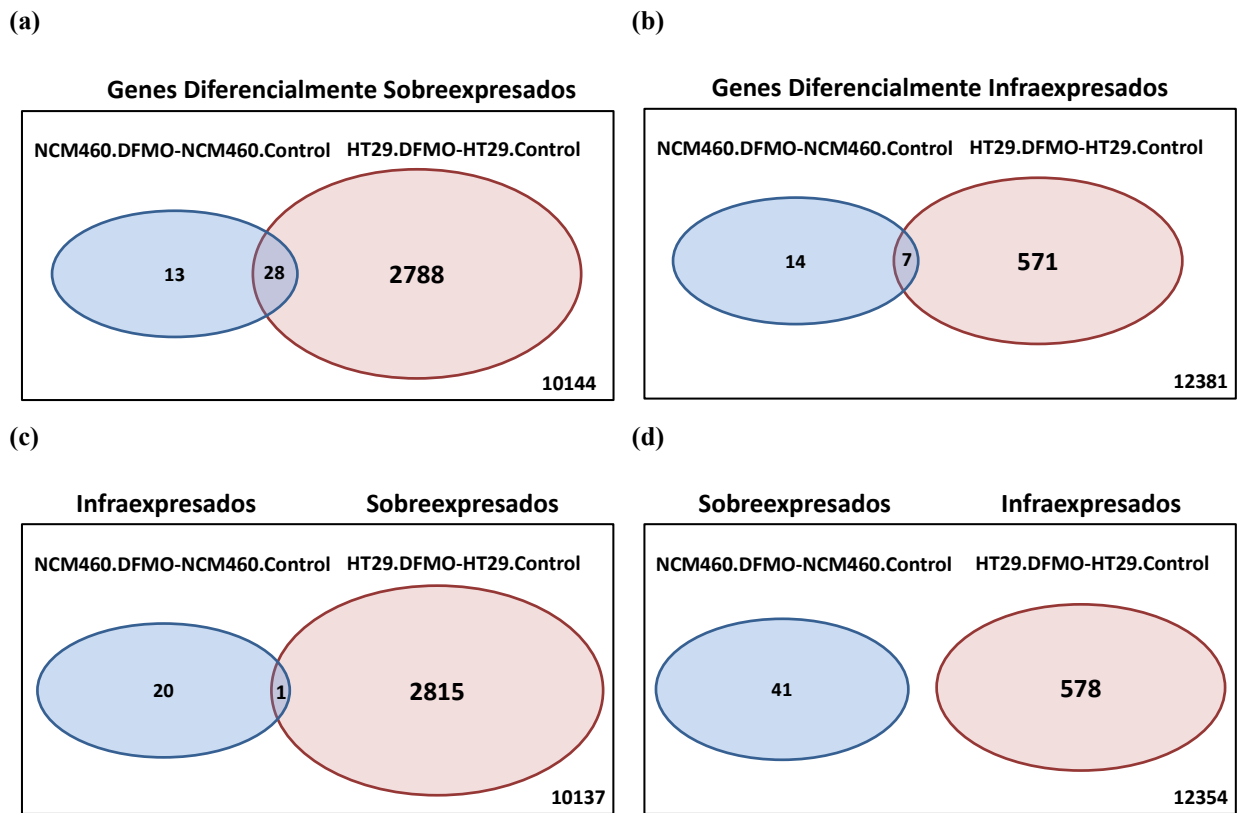 (a)
Genes Diferencialmente Sobreexpresados
NCM460.DFMO-NCM460.Control
HT29.DFMO-HT29.Control
13
28
2788
10144
(b)
Genes Diferencialmente Infraexpresados
NCM460.DFMO-NCM460.Control
HT29.DFMO-HT29.Control
14
7
571
12381
(c)
Infraexpresados
Sobreexpresados
NCM460.DFMO-NCM460.Control
HT29.DFMO-HT29.Control
20
1
2815
10137
(d)
Sobreexpresados
Infraexpresados
NCM460.DFMO-NCM460.Control
HT29.DFMO-HT29.Control
41
578
12354